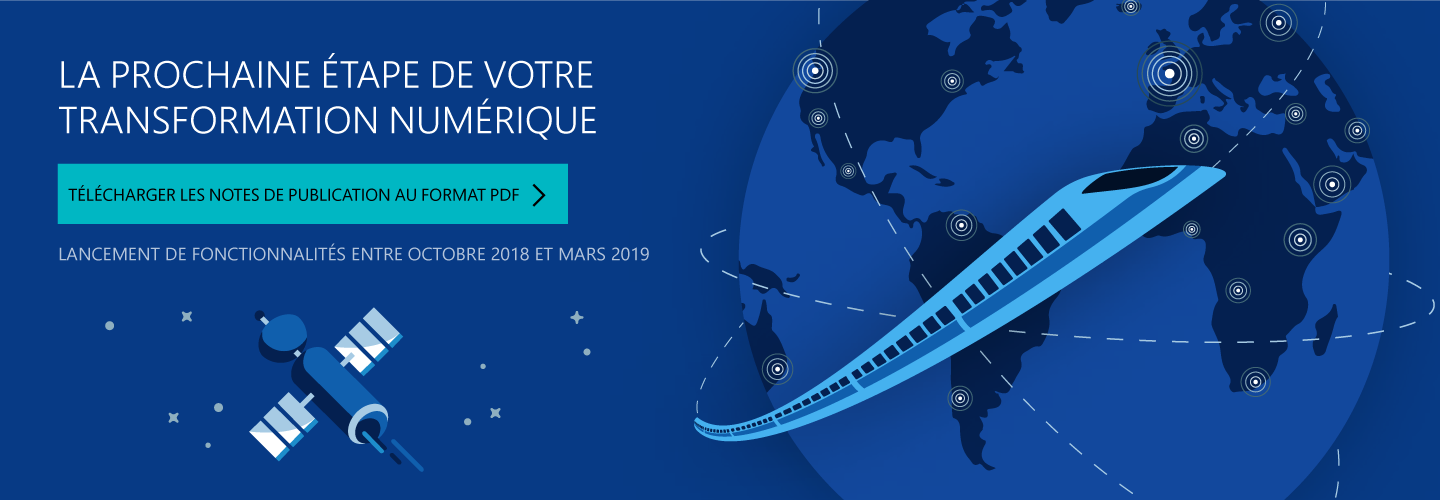 LA PROCHAINE ÉTAPE DE VOTRE
TRANSFORMATION NUMÉRIQUE
TÉLÉCHARGER LES NOTES DE PUBLICATION AU FORMAT PDF
LANCEMENT DE FONCTIONNALITÉS ENTRE OCTOBRE 2018 ET MARS 2019